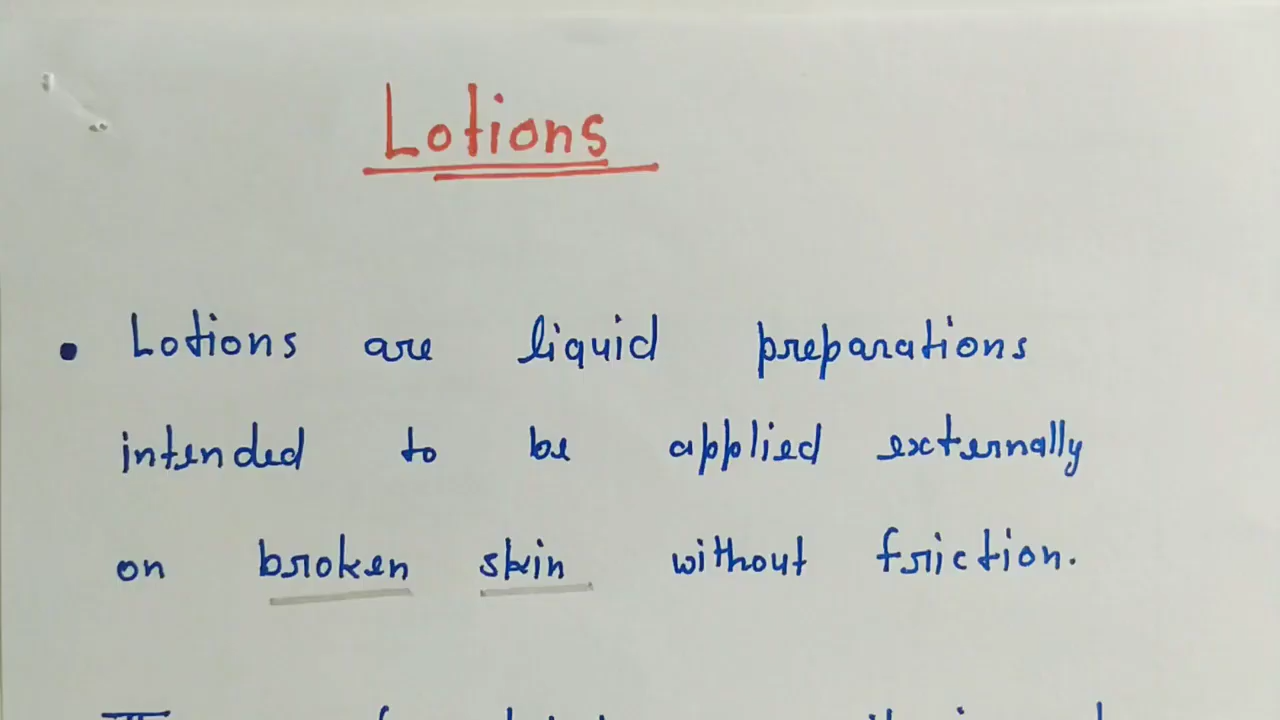 Lotions
• Lotions are liquid preparations
intended to be applied externally
on broken skin without friction.